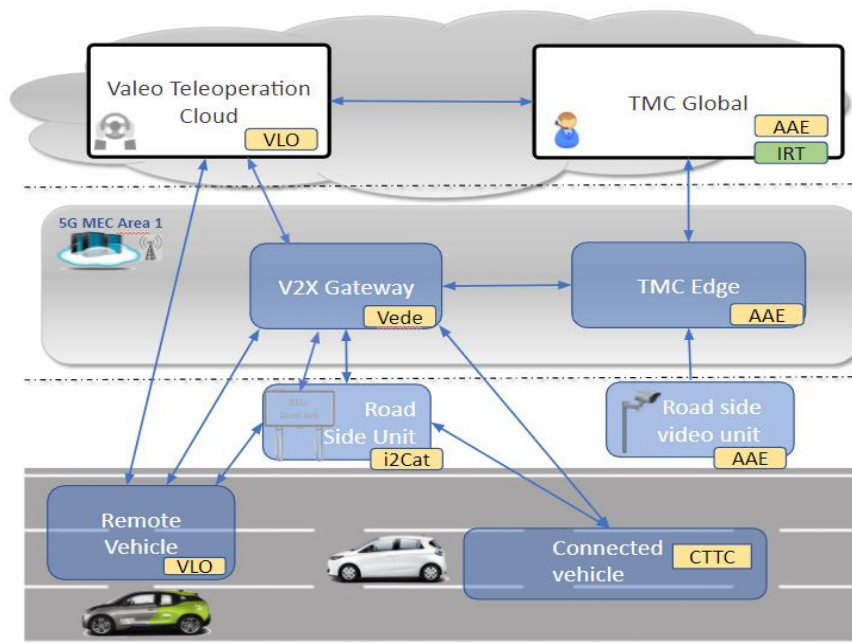 Valeo Teleoperation
Cloud
VLO
TMC Global
AAE
IRT
5G MEC Area 1
V2X Gateway
Vede
TMC Edge
AAE
Road
Side Unit
i2Cat
Road side
video unit
AAE
Remote
Vehicle
VLO
Connected
vehicle
CTTC